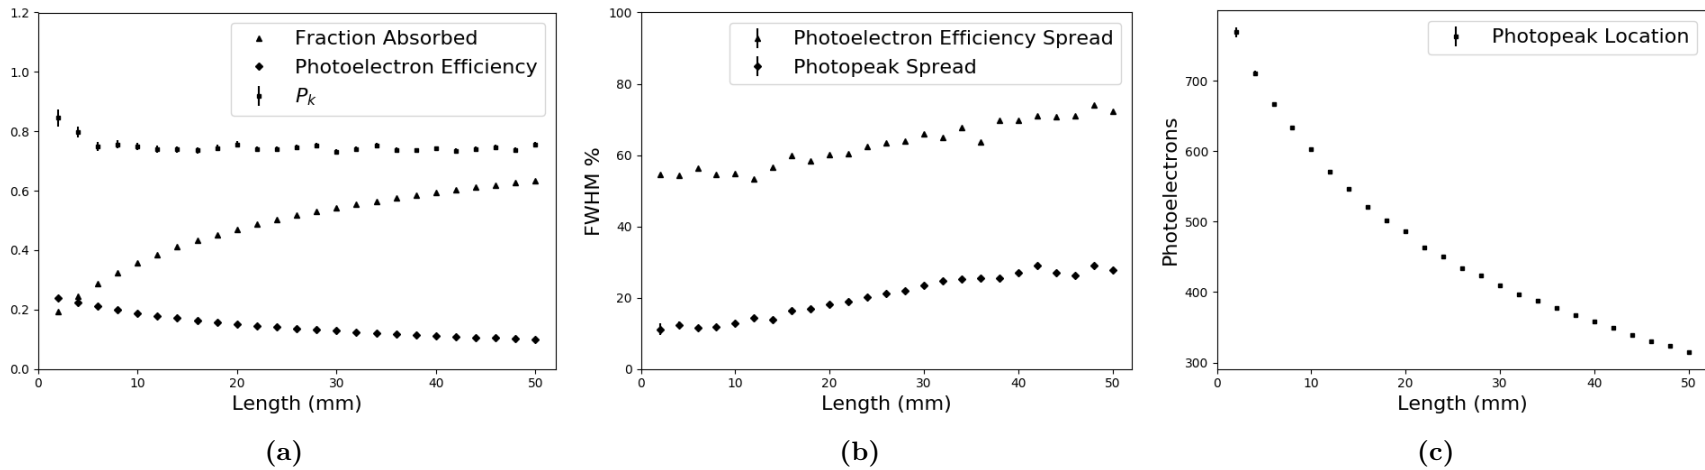 1.2
1.0
0.8
0.6
0.4
0.2
0.0
0 10 20 30 40 50
Length (mm)
Fraction Absorbed
Photoelectron Efficiency
P_k
(a)
100
80
60
40
20
0
FWHM %
0 10 20 30 40 50
Length (mm)
Photoelectron Efficiency Spread
Photopeak Spread
(b)
700
600
500
400
300
Photoelectrons
0 10 20 30 40 50
Length (mm)
Photopeak Location
(c)